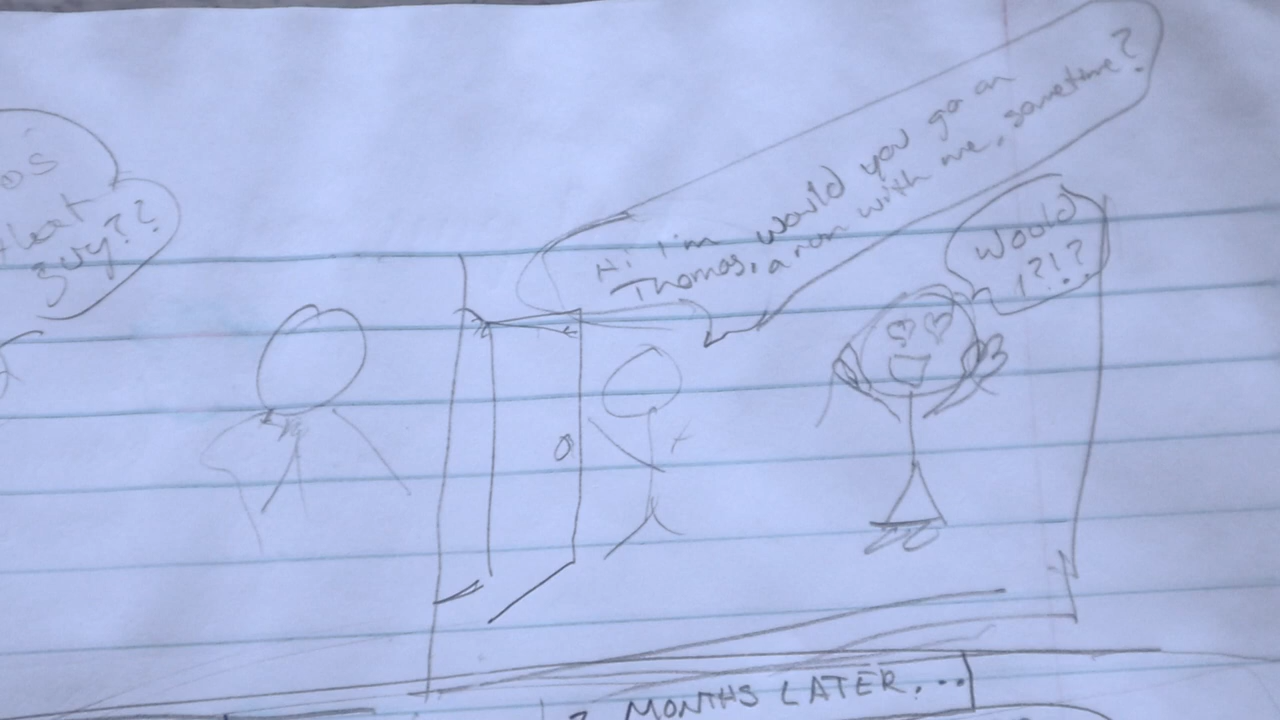 that
guy??
Hi I'm would you go on
Thomas, a run with me, sometime?
Would
I?!?
MONTHS LATER...